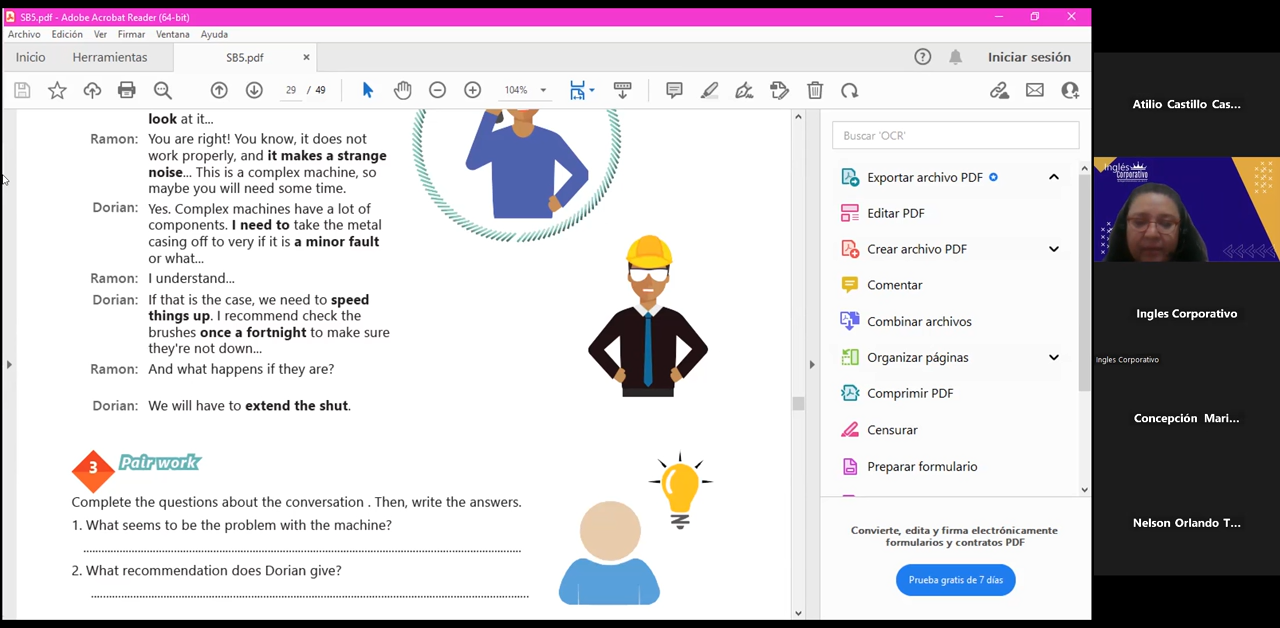 SB5.pdf - Adobe Acrobat Reader (64-bit)
Archivo Edición Ver Firmar Ventana Ayuda
Inicio Herramientas SB5.pdf × Iniciar sesión
29 / 49 104%
look at it...
Ramon: You are right! You know, it does not
work properly, and it makes a strange
noise... This is a complex machine, so
maybe you will need some time.
Dorian: Yes. Complex machines have a lot of
components. I need to take the metal
casing off to very if it is a minor fault
or what...
Ramon: I understand...
Dorian: If that is the case, we need to speed
things up. I recommend check the
brushes once a fortnight to make sure
they're not down...
Ramon: And what happens if they are?
Dorian: We will have to extend the shut.
3 Pair work
Complete the questions about the conversation . Then, write the answers.
1. What seems to be the problem with the machine?
2. What recommendation does Dorian give?
Buscar 'OCR'
Exportar archivo PDF
Editar PDF
Crear archivo PDF
Comentar
Combinar archivos
Organizar páginas
Comprimir PDF
Censurar
Preparar formulario
Convierte, edita y firma electrónicamente
formularios y contratos PDF
Prueba gratis de 7 días
Atilio Castillo Cas...
Inglés
Corporativo
Ingles Corporativo
Ingles Corporativo
Concepción Mari...
Nelson Orlando T...